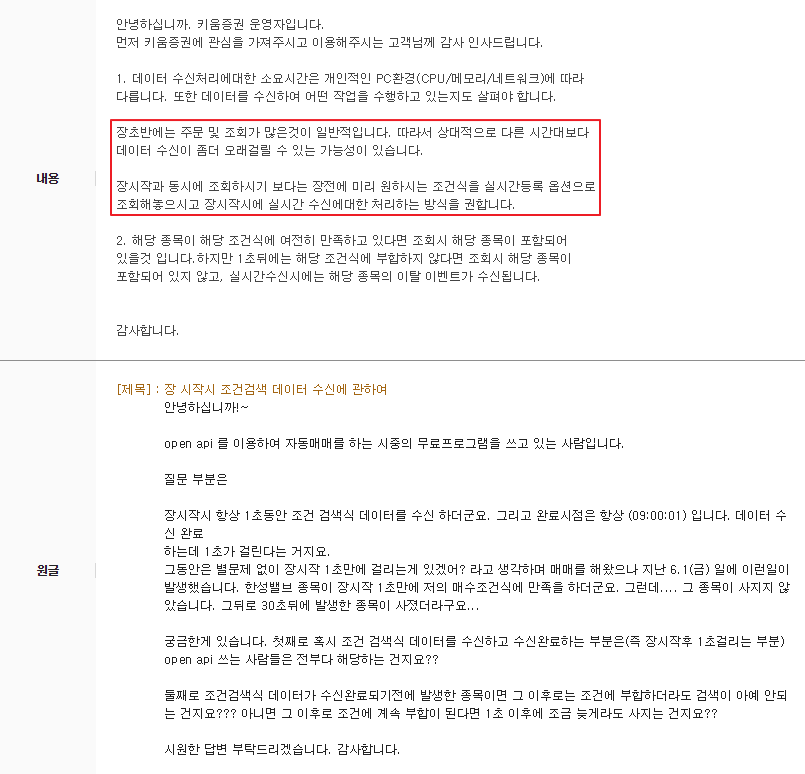 안녕하십니까. 키움증권 운영자입니다.
먼저 키움증권에 관심을 가져주시고 이용해주시는 고객님께 감사 인사드립니다.
1. 데이터 수신처리에대한 소요시간은 개인적인 PC환경(CPU/메모리/네트워크)에 따라
다릅니다. 또한 데이터를 수신하여 어떤 작업을 수행하고 있는지도 살펴야 합니다.
장초반에는 주문 및 조회가 많은것이 일반적입니다. 따라서 상대적으로 다른 시간대보다
데이터 수신이 좀더 오래걸릴 수 있는 가능성이 있습니다.
내용
장시작과 동시에 조회하시기 보다는 장전에 미리 원하시는 조건식을 실시간등록 옵션으로
조회해놓으시고 장시작시에 실시간 수신에대한 처리하는 방식을 권합니다.
2. 해당 종목이 해당 조건식에 여전히 만족하고 있다면 조회시 해당 종목이 포함되어
있을것 입니다.하지만 1초뒤에는 해당 조건식에 부합하지 않다면 조회시 해당 종목이
포함되어 있지 않고, 실시간수신시에는 해당 종목의 이탈 이벤트가 수신됩니다.
감사합니다.
[제목] : 장 시작시 조건검색 데이터 수신에 관하여
안녕하십니까!~
open api 를 이용하여 자동매매를 하는 시중의 무료프로그램을 쓰고 있는 사람입니다.
질문 부분은
장시작시 항상 1초동안 조건 검색식 데이터를 수신 하더군요. 그리고 완료시점은 항상 (09:00:01) 입니다. 데이터 수
신 완료
하는데 1초가 걸린다는 거지요.
원글
그동안은 별문제 없이 장시작 1초만에 걸리는게 있겠어? 라고 생각하며 매매를 해왔으나 지난 6.1(금) 일에 이런일이
발생했습니다. 한성밸브 종목이 장시작 1초만에 저의 매수조건식에 만족을 하더군요. 그런데.... 그 종목이 사지지 않
았습니다. 그뒤로 30초뒤에 발생한 종목이 사졌더라구요...
궁금한게 있습니다. 첫째로 혹시 조건 검색식 데이터를 수신하고 수신완료하는 부분은(즉 장시작후 1초걸리는 부분)
open api 쓰는 사람들은 전부다 해당하는 건지요??
둘째로 조건검색식 데이터가 수신완료되기전에 발생한 종목이면 그 이후로는 조건에 부합하더라도 검색이 아예 안되
는 건지요??? 아니면 그 이후로 조건에 계속 부합이 된다면 1초 이후에 조금 늦게라도 사지는 건지요??
시원한 답변 부탁드리겠습니다. 감사합니다.